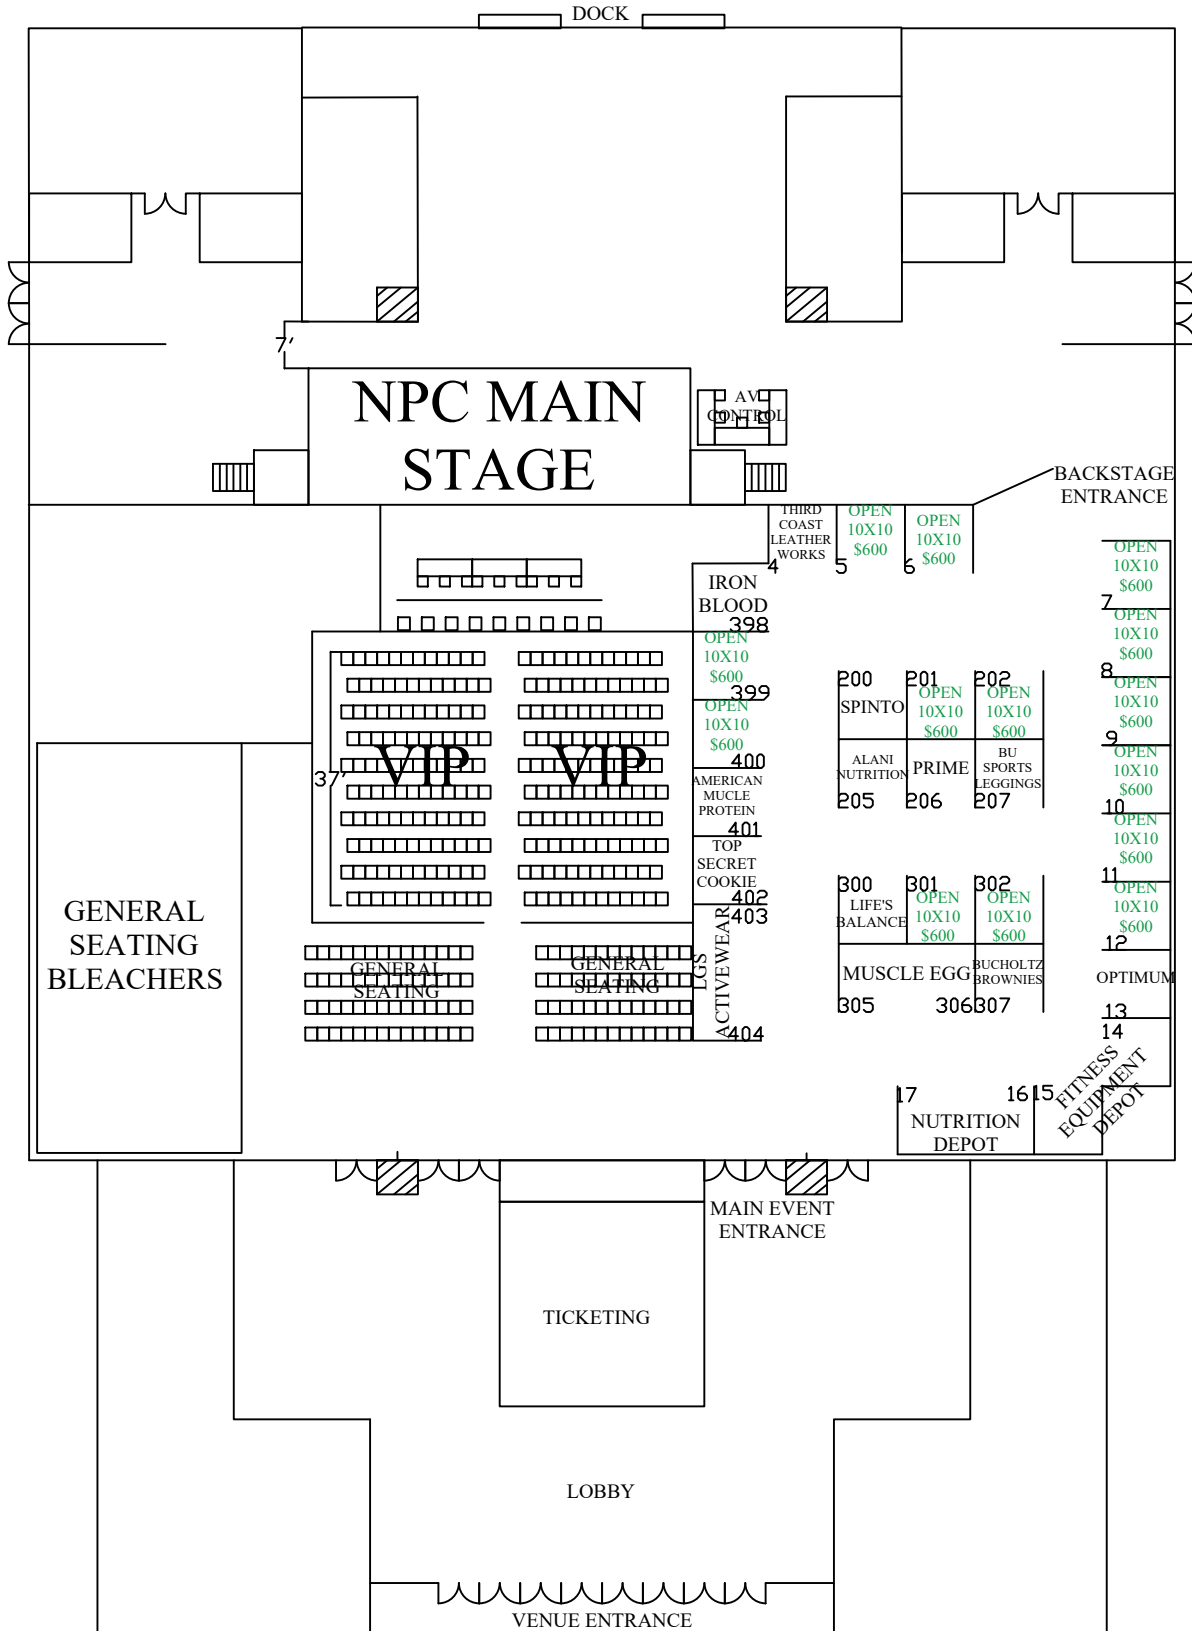 DOCK
7'
NPC MAIN
STAGE
AV
CONTROL
BACKSTAGE
ENTRANCE
THIRD
COAST
LEATHER
WORKS
4
OPEN
10X10
$600
5
OPEN
10X10
$600
6
IRON
BLOOD
398
OPEN
10X10
$600
399
OPEN
10X10
$600
400
AMERICAN
MUCLE
PROTEIN
401
TOP
SECRET
COOKIE
402
403
LGS
ACTIVEWEAR
404
OPEN
10X10
$600
7
OPEN
10X10
$600
8
OPEN
10X10
$600
9
OPEN
10X10
$600
10
OPEN
10X10
$600
11
OPEN
10X10
$600
12
OPTIMUM
13
14
FITNESS
EQUIPMENT
DEPOT
15
16
17
NUTRITION
DEPOT
200
SPINTO
201
OPEN
10X10
$600
202
OPEN
10X10
$600
ALANI
NUTRITION
205
PRIME
206
BU
SPORTS
LEGGINGS
207
300
LIFE'S
BALANCE
301
OPEN
10X10
$600
302
OPEN
10X10
$600
MUSCLE EGG
305
306
BUCHOLTZ
BROWNIES
307
37'
VIP
VIP
GENERAL
SEATING
BLEACHERS
GENERAL
SEATING
GENERAL
SEATING
MAIN EVENT
ENTRANCE
TICKETING
LOBBY
VENUE ENTRANCE